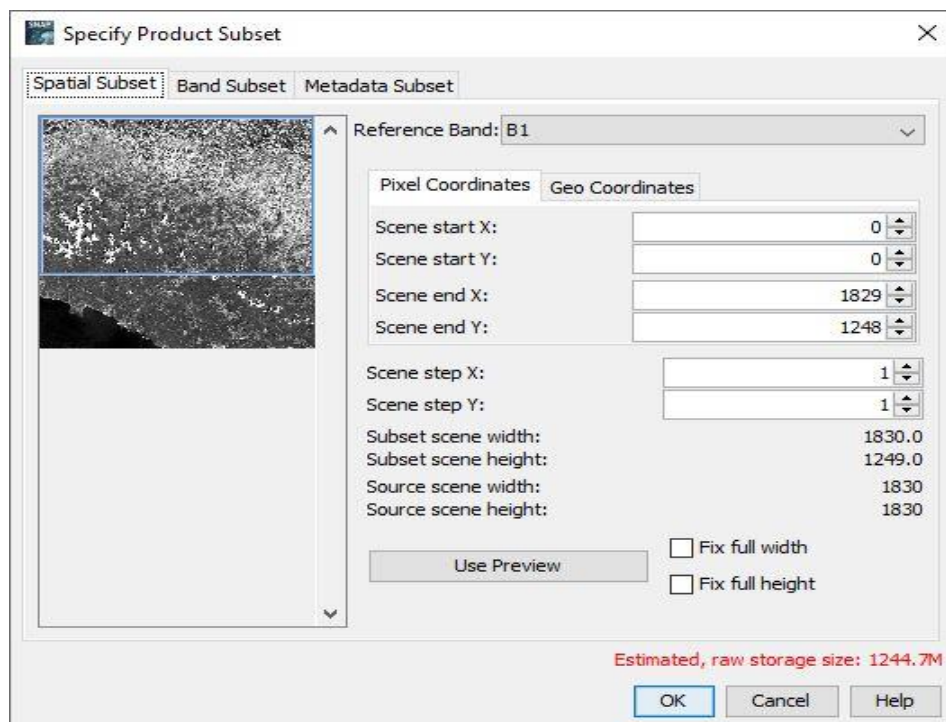 SNAP
Specify Product Subset
Spatial Subset Band Subset Metadata Subset
Reference Band: B1
Pixel Coordinates Geo Coordinates
Scene start X: 0
Scene start Y: 0
Scene end X: 1829
Scene end Y: 1248
Scene step X: 1
Scene step Y: 1
Subset scene width: 1830.0
Subset scene height: 1249.0
Source scene width: 1830
Source scene height: 1830
Use Preview
Fix full width
Fix full height
Estimated, raw storage size: 1244.7M
OK Cancel Help